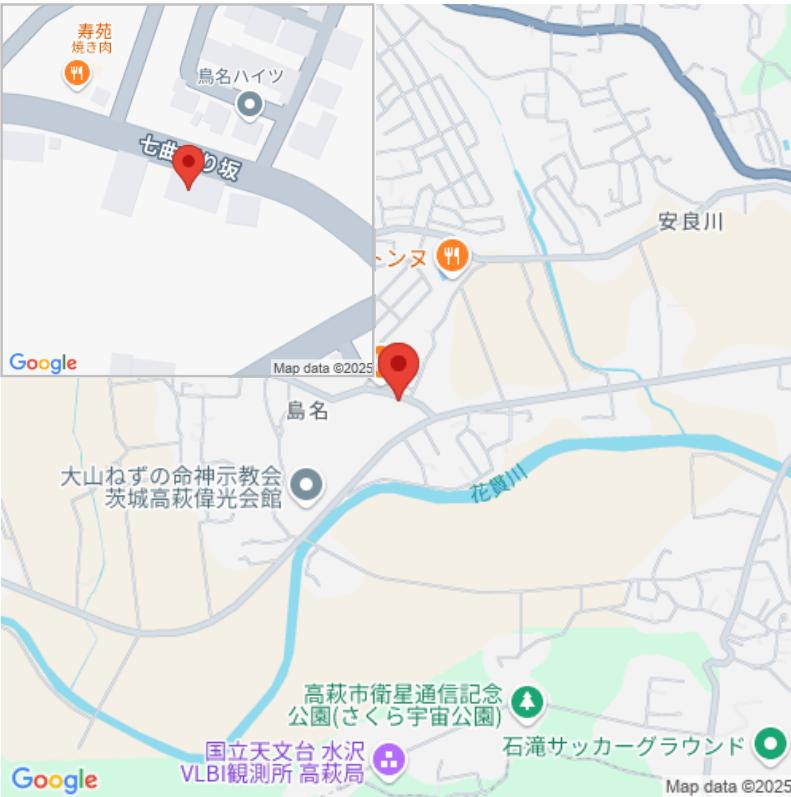 寿苑
焼き肉
島名ハイツ
七曲り坂
Google
Map data ©2025
安良川
トンヌ
島名
大山ねずの命神示教会
茨城高萩偉光会館
花貫川
高萩市衛星通信記念
公園(さくら宇宙公園)
石滝サッカーグラウンド
国立天文台 水沢
VLBI観測所 高萩局
Google
Map data ©2025